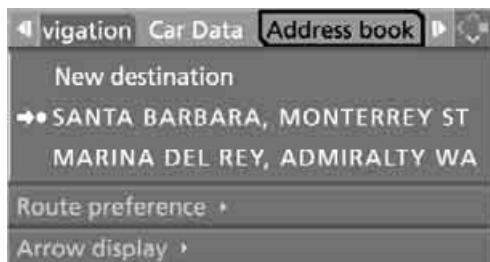 vigation Car Data Address book
New destination
SANTA BARBARA, MONTERREY ST
MARINA DEL REY, ADMIRALTY WA
Route preference
Arrow display